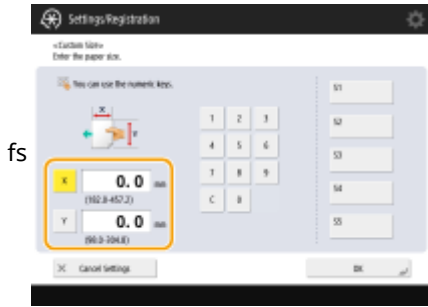 Settings/Registration
<Custom Size>
Enter the paper size.
You can use the numeric keys.
X
Y
fs
1 2 3
4 5 6
7 8 9
C 0
X 0.0 mm
(182.0-457.2)
Y 0.0 mm
(98.0-304.8)
S1
S2
S3
S4
S5
Cancel Settings
OK